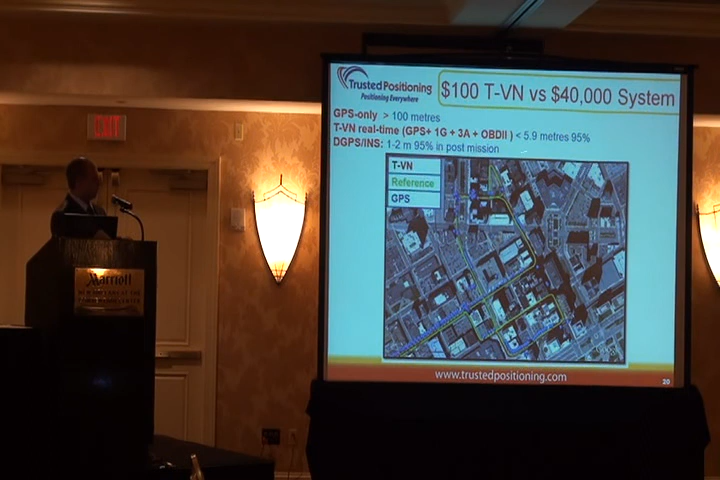 EXIT
Marriott
Trusted Positioning
Positioning Everywhere
$100 T-VN vs $40,000 System
GPS-only > 100 metres
T-VN real-time (GPS+ 1G + 3A + OBDII ) < 5.9 metres 95%
DGPS/INS: 1-2 m 95% in post mission
T-VN
Reference
GPS
www.trustedpositioning.com
20